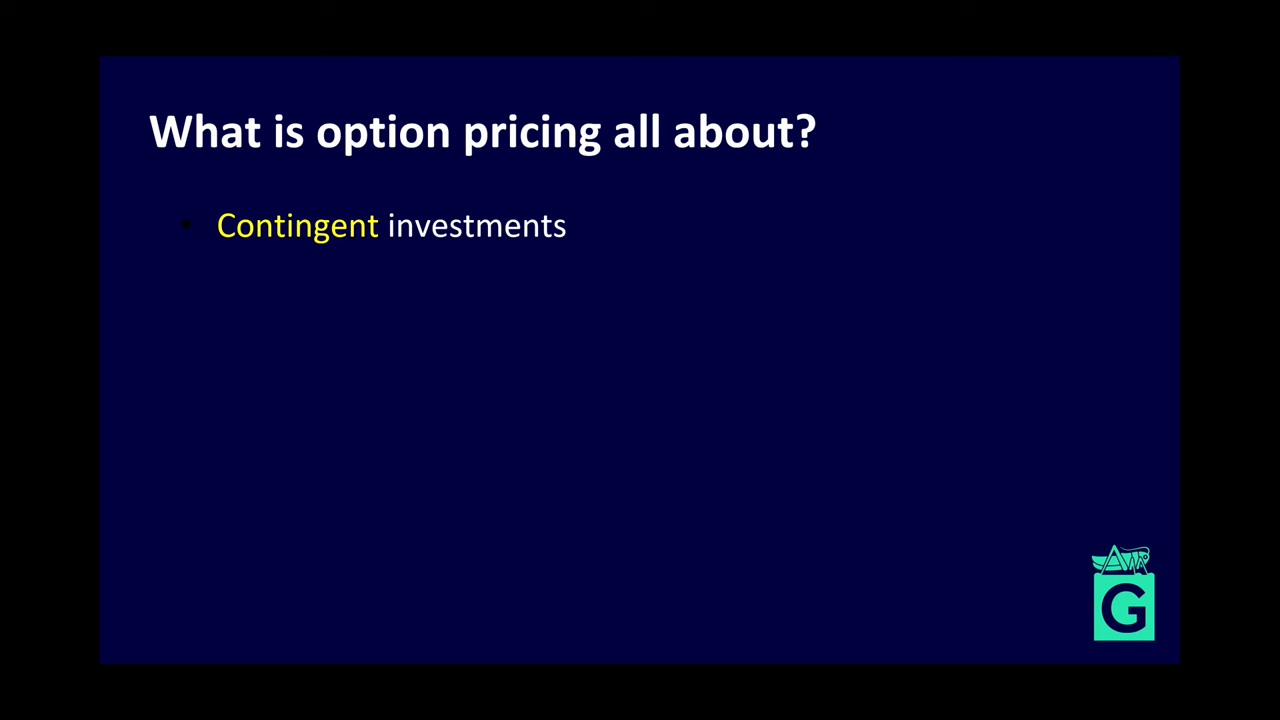 What is option pricing all about?
• Contingent investments
G